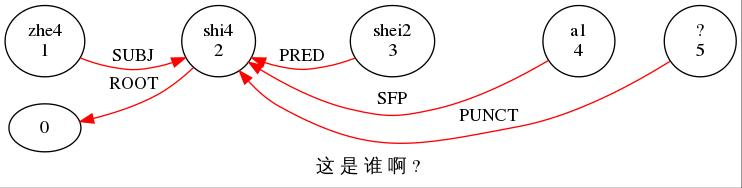 zhe4 shi4 shei2 a1 ?
1 2 3 4 5
SUBJ PRED
ROOT
SFP
PUNCT
0
这 是 谁 啊 ?